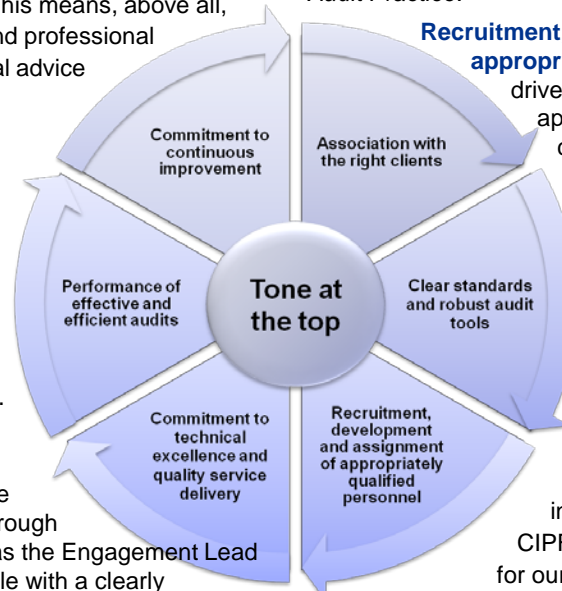 his means, above all,
nd professional
al advice
Audit Practice.
Recruitment
appropr
drive
ap
Commitment to
continuous
improvement
Association with
the right clients
Clear standards
and robust audit
tools
Recruitment,
development
and assignment
of appropriately
qualified
personnel
Commitment to
technical
excellence and
quality service
delivery
Performance of
effective and
efficient audits
Tone at
the top
rough
as the Engagement Lead
le with a clearly
in
CIPF
for our